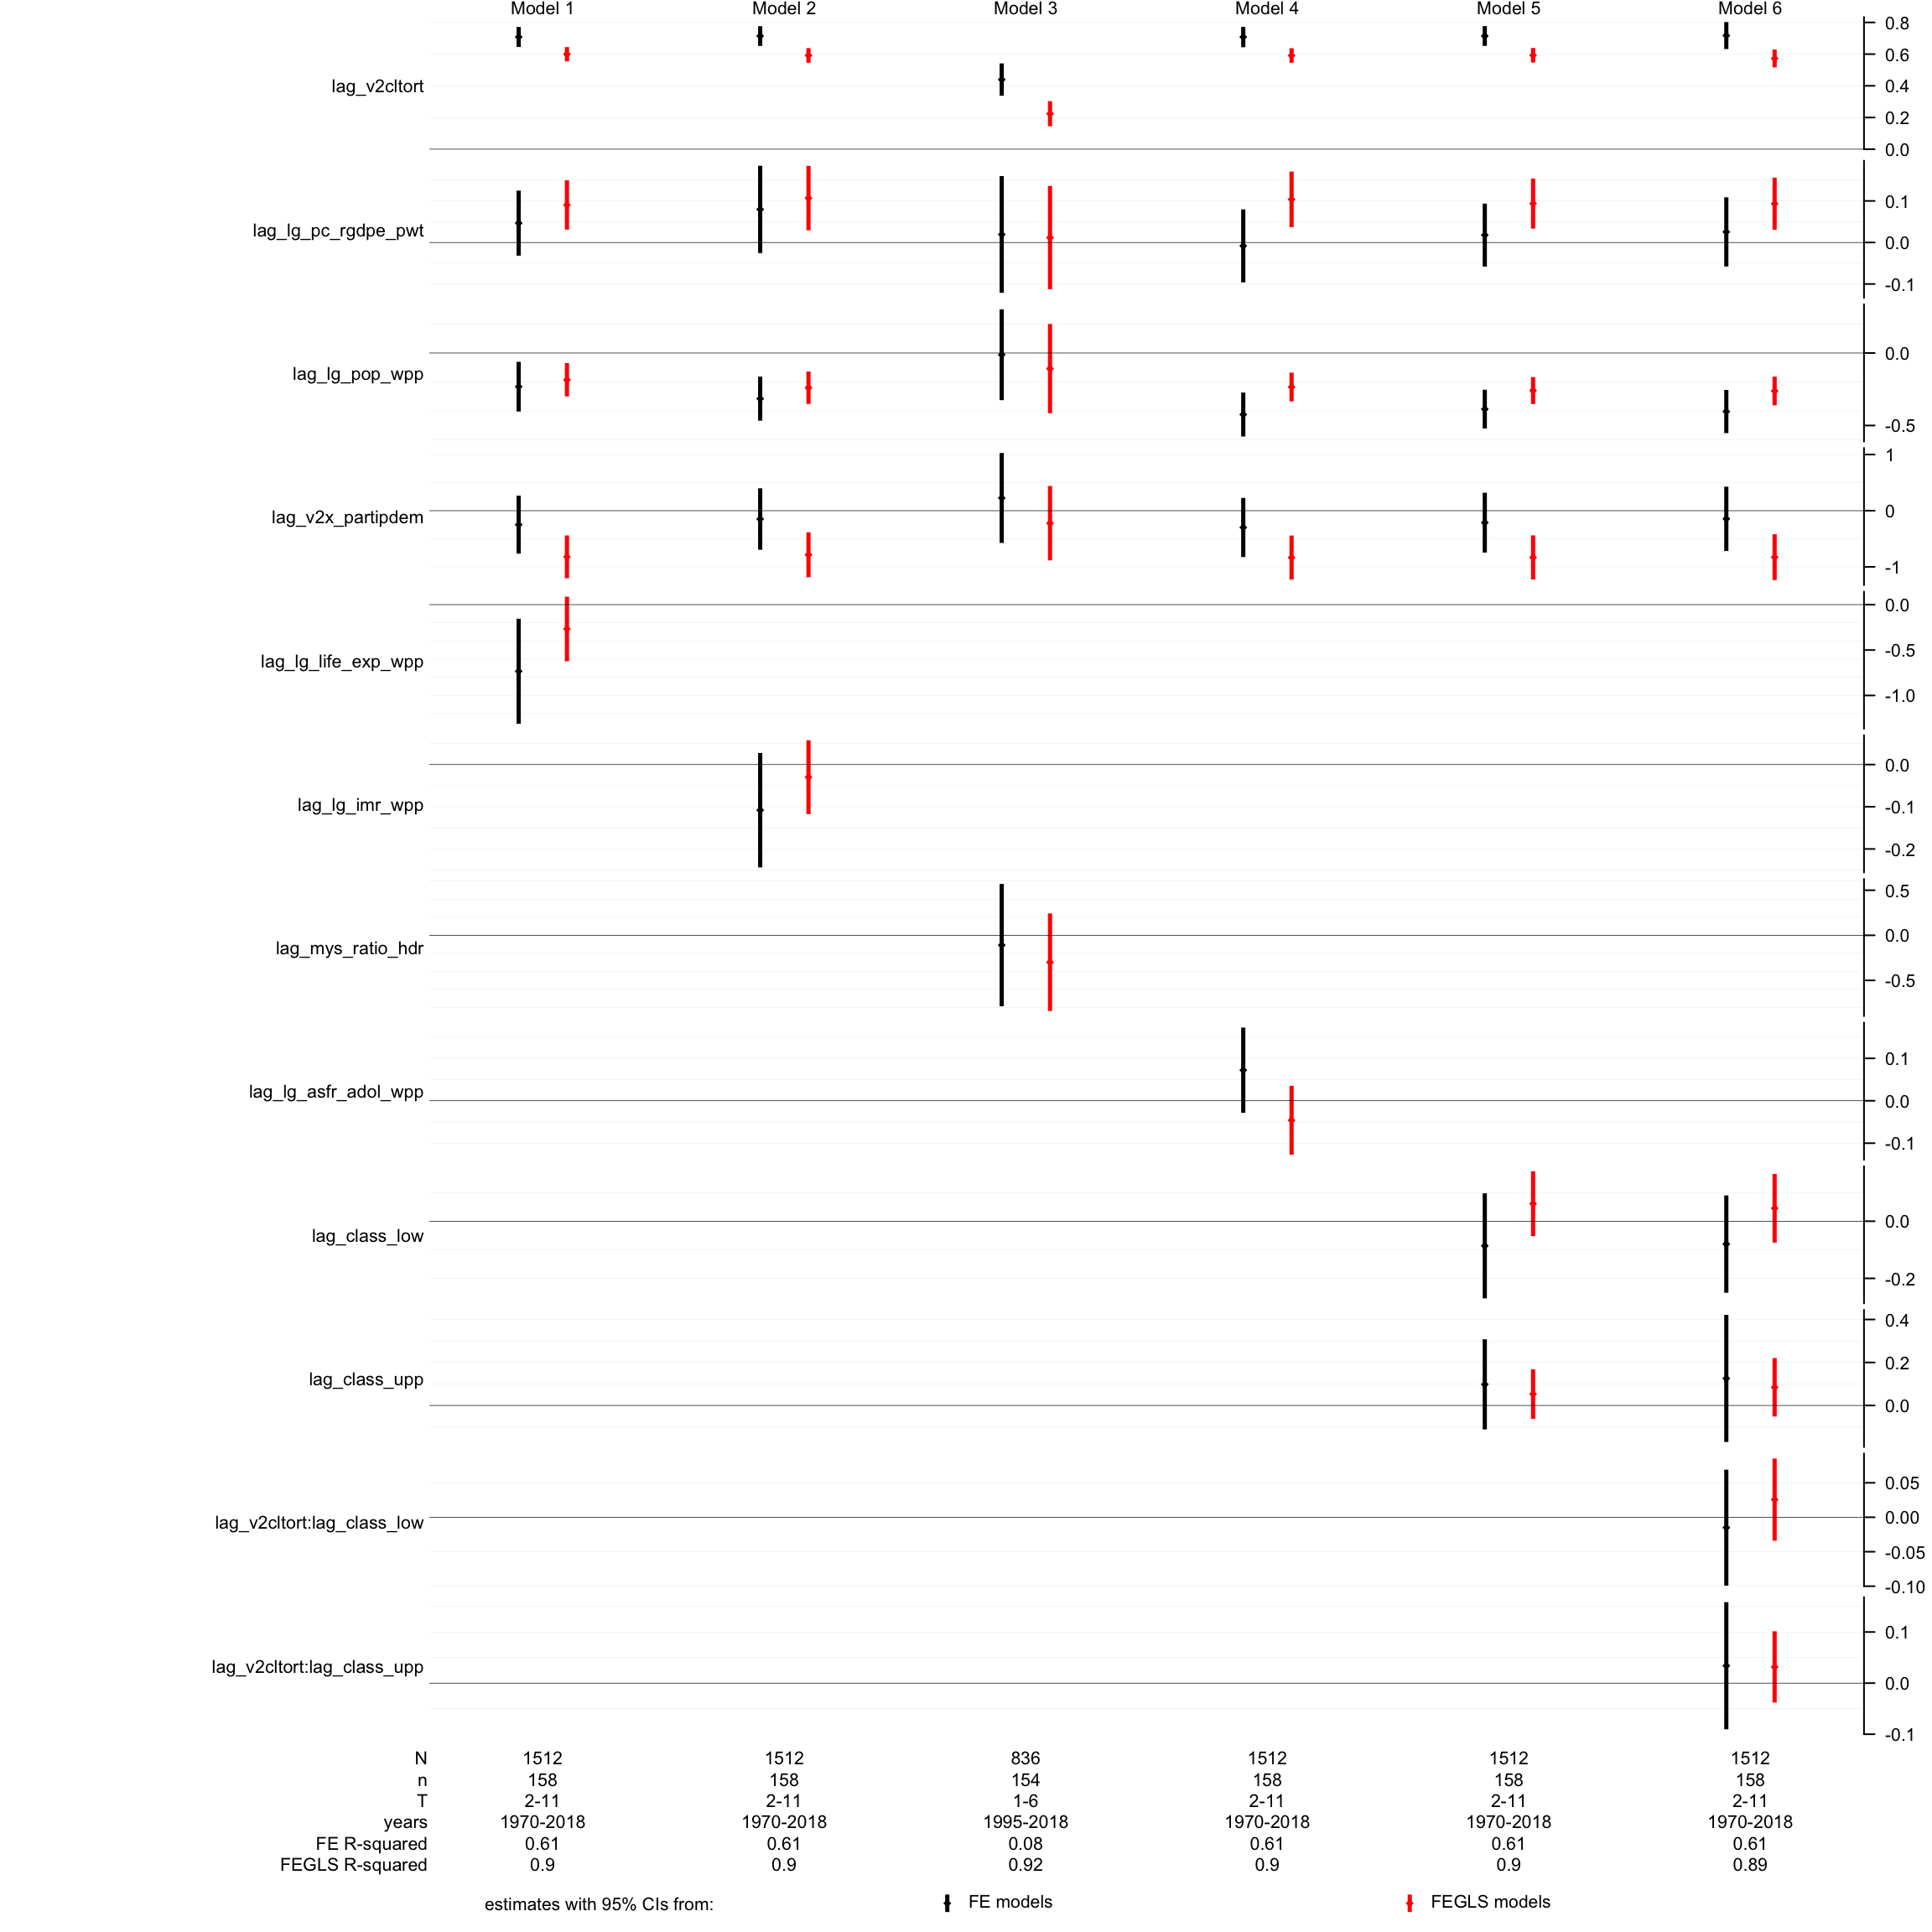 Model 1 Model 2 Model 3 Model 4 Model 5 Model 6
lag_v2cltort
0.8
0.6
0.4
0.2
0.0
lag_lg_pc_rgdpe_pwt
0.1
0.0
-0.1
lag_lg_pop_wpp
0.0
-0.5
lag_v2x_partipdem
1
0
-1
lag_lg_life_exp_wpp
0.0
-0.5
-1.0
lag_lg_imr_wpp
0.0
-0.1
-0.2
lag_mys_ratio_hdr
0.5
0.0
-0.5
lag_lg_asfr_adol_wpp
0.1
0.0
-0.1
lag_class_low
0.0
-0.2
lag_class_upp
0.4
0.2
0.0
lag_v2cltort:lag_class_low
0.05
0.00
-0.05
-0.10
lag_v2cltort:lag_class_upp
0.1
0.0
-0.1
N 1512 1512 836 1512 1512 1512
n 158 158 154 158 158 158
T 2-11 2-11 1-6 2-11 2-11 2-11
years 1970-2018 1970-2018 1995-2018 1970-2018 1970-2018 1970-2018
FE R-squared 0.61 0.61 0.08 0.61 0.61 0.61
FEGLS R-squared 0.9 0.9 0.92 0.9 0.9 0.89
estimates with 95% CIs from: FE models FEGLS models